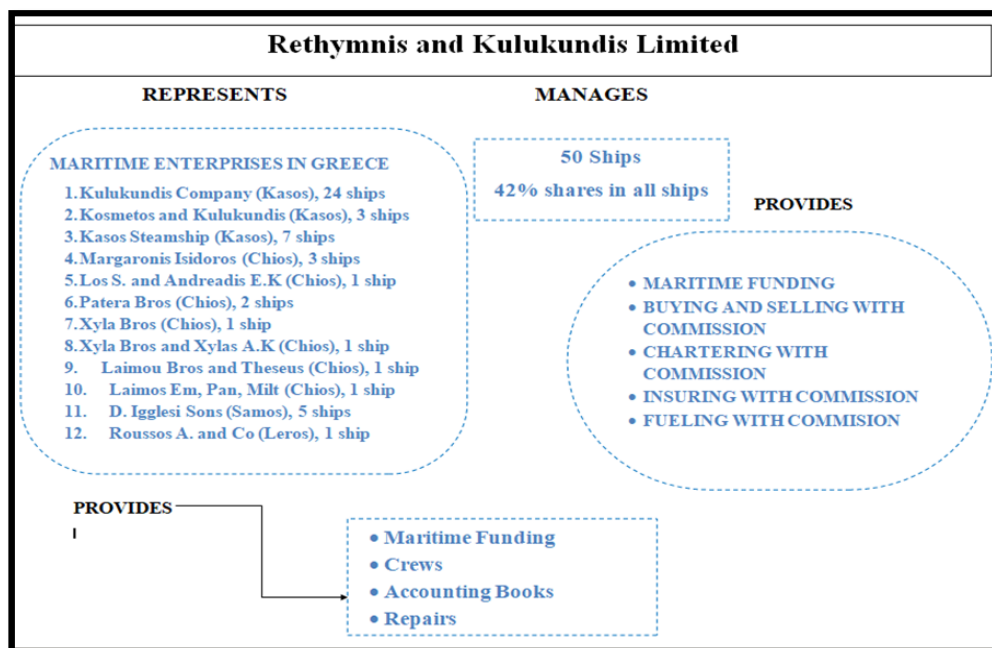 Rethymnis and Kulukundis Limited
REPRESENTS
MARITIME ENTERPRISES IN GREECE
1.Kulukundis Company (Kasos), 24 ships
2.Kosmetos and Kulukundis (Kasos), 3 ships
3.Kasos Steamship (Kasos), 7 ships
4.Margaronis Isidoros (Chios), 3 ships
5.Los S. and Andreadis E.K (Chios), 1 ship
6.Patera Bros (Chios), 2 ships
7.Xyla Bros (Chios), 1 ship
8.Xyla Bros and Xylas A.K (Chios), 1 ship
9. Laimou Bros and Theseus (Chios), 1 ship
10. Laimos Em, Pan, Milt (Chios), 1 ship
11. D. Igglesi Sons (Samos), 5 ships
12. Roussos A. and Co (Leros), 1 ship
MANAGES
50 Ships
42% shares in all ships
PROVIDES
• MARITIME FUNDING
• BUYING AND SELLING WITH
COMMISSION
• CHARTERING WITH
COMMISSION
• INSURING WITH COMMISSION
• FUELING WITH COMMISION
PROVIDES
• Maritime Funding
• Crews
• Accounting Books
• Repairs